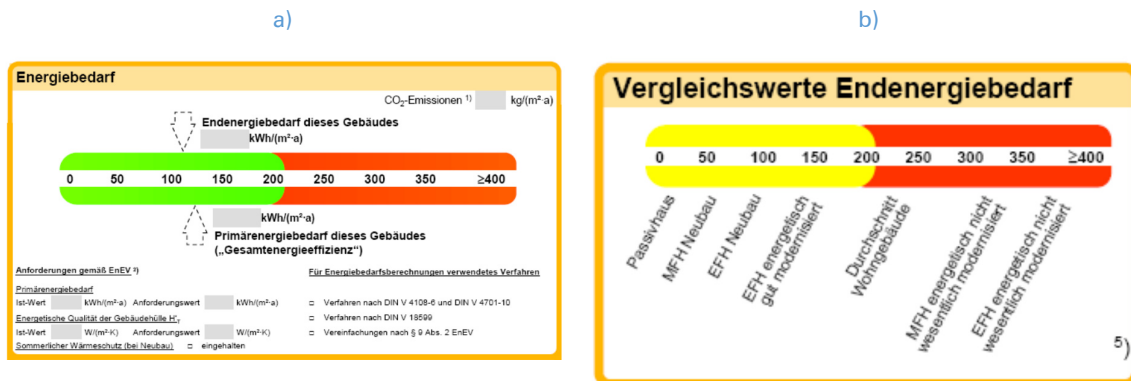 a)
Energiebedarf
CO₂-Emissionen ¹⁾ kg/(m²·a)
Endenergiebedarf dieses Gebäudes
kWh/(m²·a)
0 50 100 150 200 250 300 350 ≥400
kWh/(m²·a)
Primärenergiebedarf dieses Gebäudes
(„Gesamtenergieeffizienz“)
Anforderungen gemäß EnEV ²⁾
Primärenergiebedarf
Ist-Wert kWh/(m²·a) Anforderungswert kWh/(m²·a)
Energetische Qualität der Gebäudehülle H'T
Ist-Wert W/(m²·K) Anforderungswert W/(m²·K)
Sommerlicher Wärmeschutz (bei Neubau) □ eingehalten
Für Energiebedarfsberechnungen verwendetes Verfahren
□ Verfahren nach DIN V 4108-6 und DIN V 4701-10
□ Verfahren nach DIN V 18599
□ Vereinfachungen nach § 9 Abs. 2 EnEV
b)
Vergleichswerte Endenergiebedarf
0 50 100 150 200 250 300 350 ≥400
Passivhaus
MFH Neubau
EFH Neubau
EFH energetisch
gut modernisiert
Durchschnitt
Wohngebäude
MFH energetisch nicht
wesentlich modernisiert
EFH energetisch nicht
wesentlich modernisiert
5)